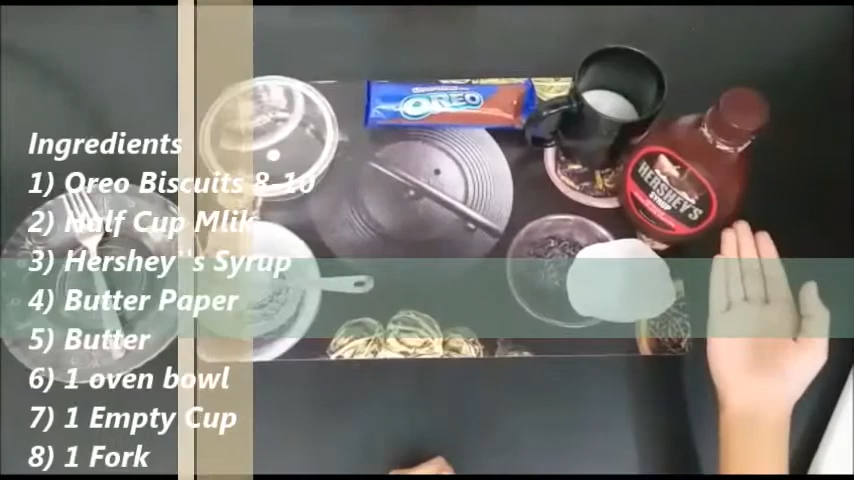 OREO
HERSHEY'S
SYRUP
Ingredients
1) Oreo Biscuits 8-10
2) Half Cup Mlik
3) Hershey''s Syrup
4) Butter Paper
5) Butter
6) 1 oven bowl
7) 1 Empty Cup
8) 1 Fork